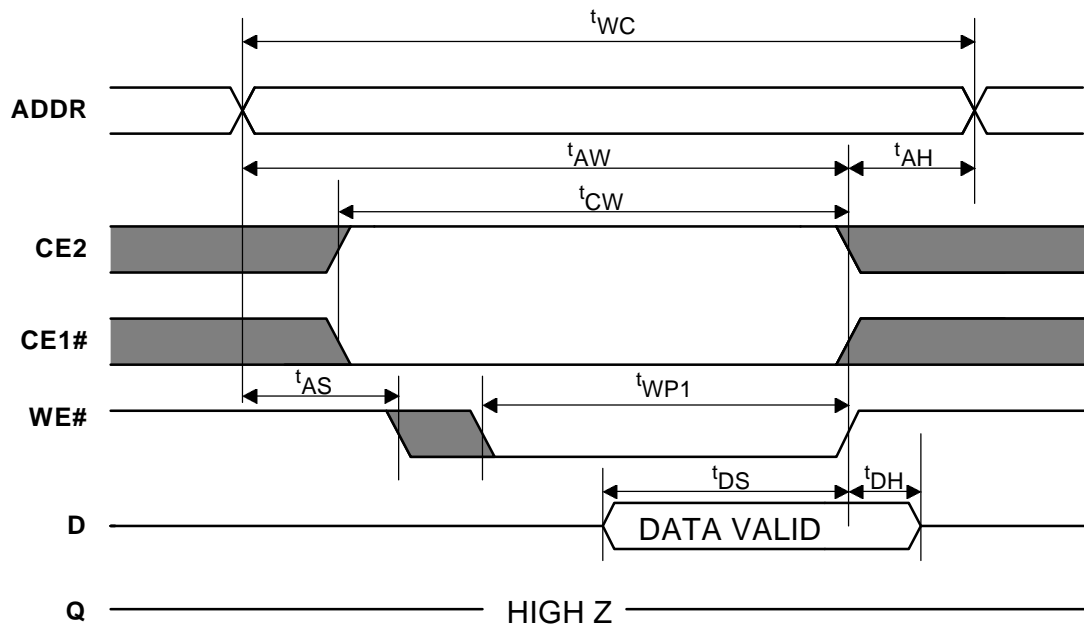 tWC
ADDR
tAW
tAH
tCW
CE2
CE1#
tAS
tWP1
WE#
tDS
tDH
D
DATA VALID
Q
HIGH Z